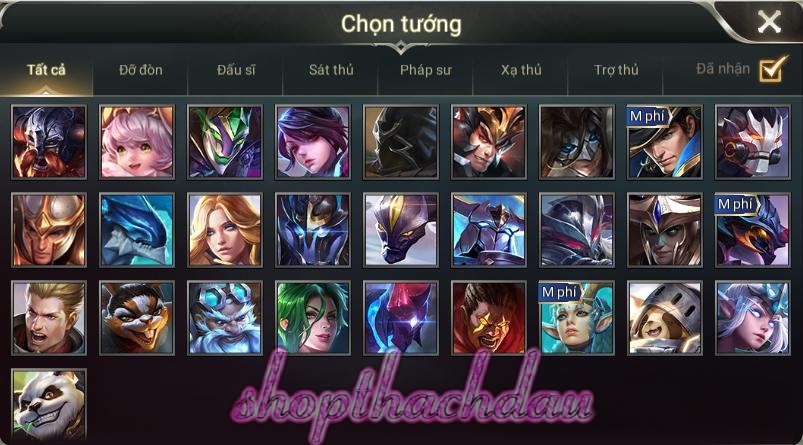 Chọn tướng
Tất cả Đỡ đòn Đấu sĩ Sát thủ Pháp sư Xạ thủ Trợ thủ Đã nhận
M phí
M phí
M phí
shopthachdau